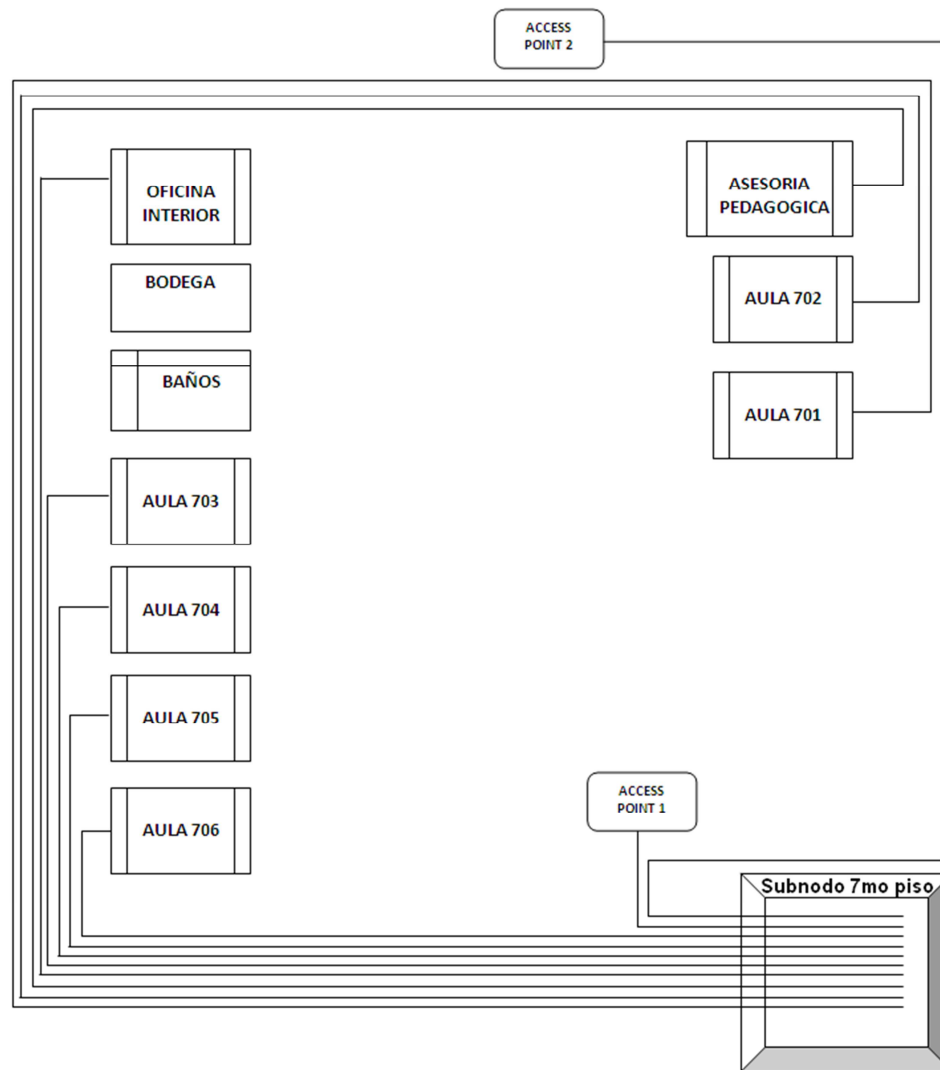 ACCESS
POINT 2
OFICINA
INTERIOR
ASESORIA
PEDAGOGICA
BODEGA
AULA 702
BAÑOS
AULA 701
AULA 703
AULA 704
AULA 705
AULA 706
ACCESS
POINT 1
Subnodo 7mo piso